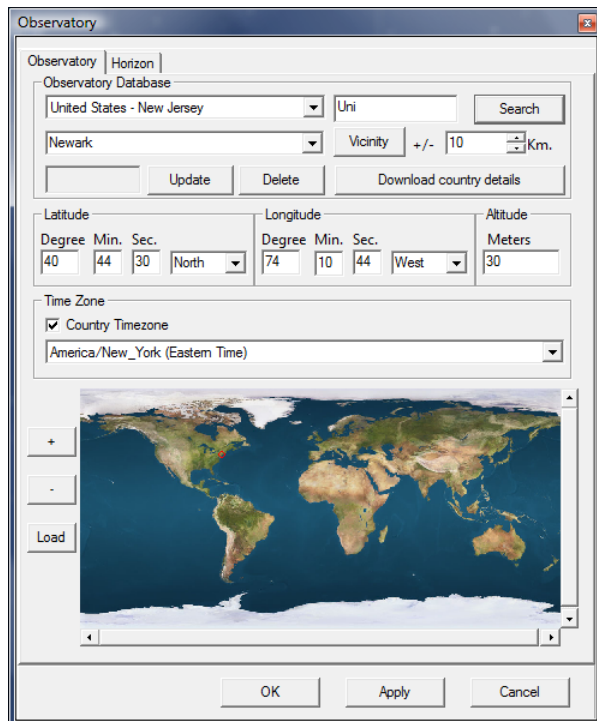 Observatory
Observatory Horizon
Observatory Database
United States - New Jersey Uni Search
Newark Vicinity +/- 10 Km.
Update Delete Download country details
Latitude Longitude Altitude
Degree Min. Sec. Degree Min. Sec. Meters
40 44 30 North 74 10 44 West 30
Time Zone
Country Timezone
America/New_York (Eastern Time)
+
-
Load
OK Apply Cancel